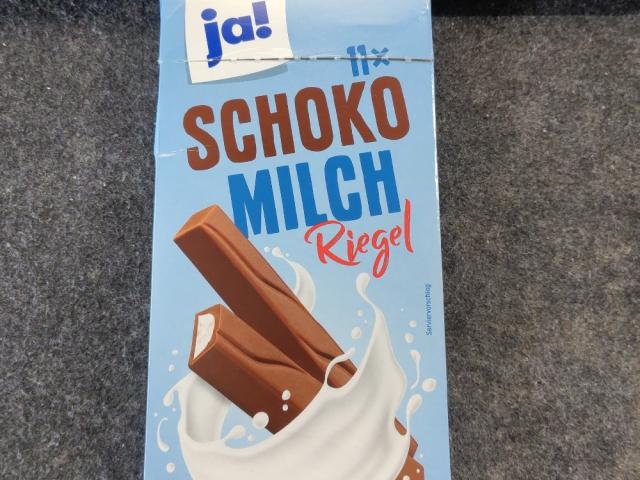 ja!
11x
SCHOKO
MILCH
Riegel
Serviervorschlag